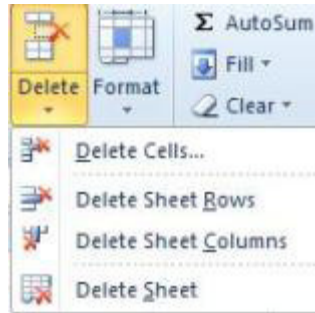 Σ AutoSum
Fill
Delete Format
Clear
Delete Cells...
Delete Sheet Rows
Delete Sheet Columns
Delete Sheet